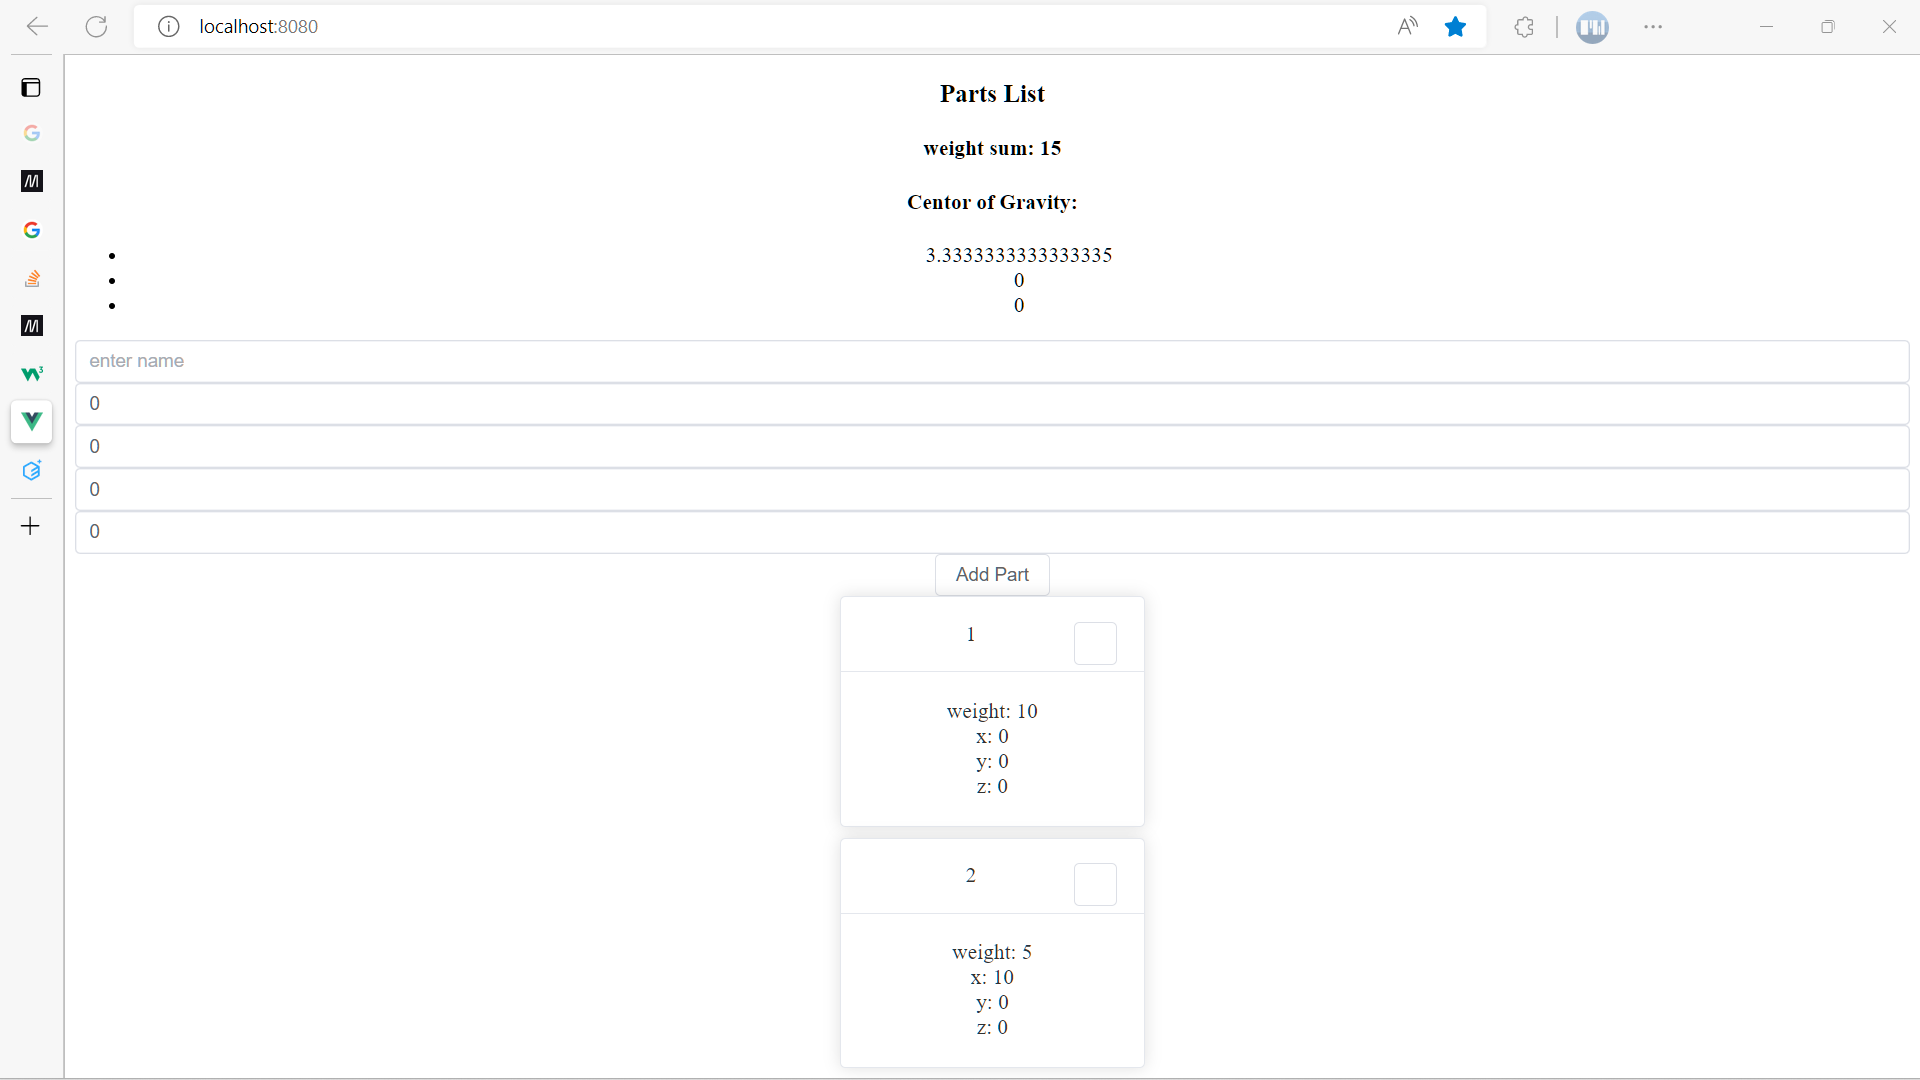 localhost:8080
Parts List
weight sum: 15
Centor of Gravity:
3.3333333333333335
0
0
enter name
0
0
0
0
Add Part
1
weight: 10
x: 0
y: 0
z: 0
2
weight: 5
x: 10
y: 0
z: 0